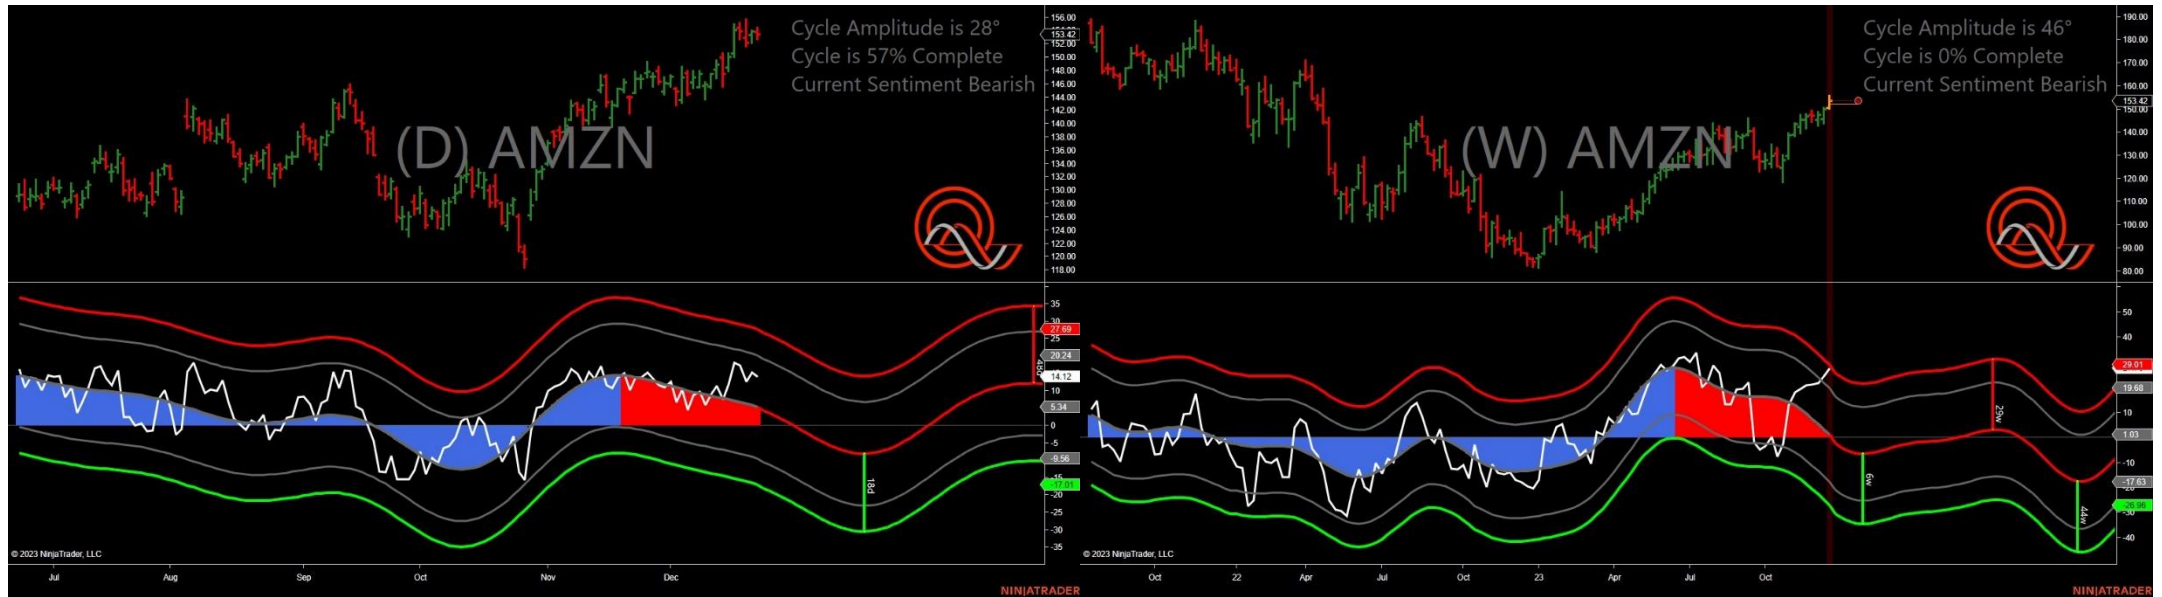 Cycle Amplitude is 28°
Cycle is 57% Complete
Current Sentiment Bearish
(D) AMZN
156.00
153.42
152.00
150.00
148.00
146.00
144.00
142.00
140.00
138.00
136.00
134.00
132.00
130.00
128.00
126.00
124.00
122.00
120.00
118.00
35
30
27.69
25
20.24
14.12
10
5.34
0
-5
-9.56
-17.01
-25
-30
-35
18d
© 2023 NinjaTrader, LLC
Jul
Aug
Sep
Oct
Nov
Dec
NINJATRADER
Cycle Amplitude is 46°
Cycle is 0% Complete
Current Sentiment Bearish
(W) AMZN
190.00
180.00
170.00
160.00
153.42
150.00
140.00
130.00
120.00
110.00
100.00
90.00
80.00
50
40
29.01
19.68
10
1.03
-10
-17.63
-26.96
-30
-40
29w
6w
44w
© 2023 NinjaTrader, LLC
Oct
22
Apr
Jul
Oct
23
Apr
Jul
Oct
NINJATRADER